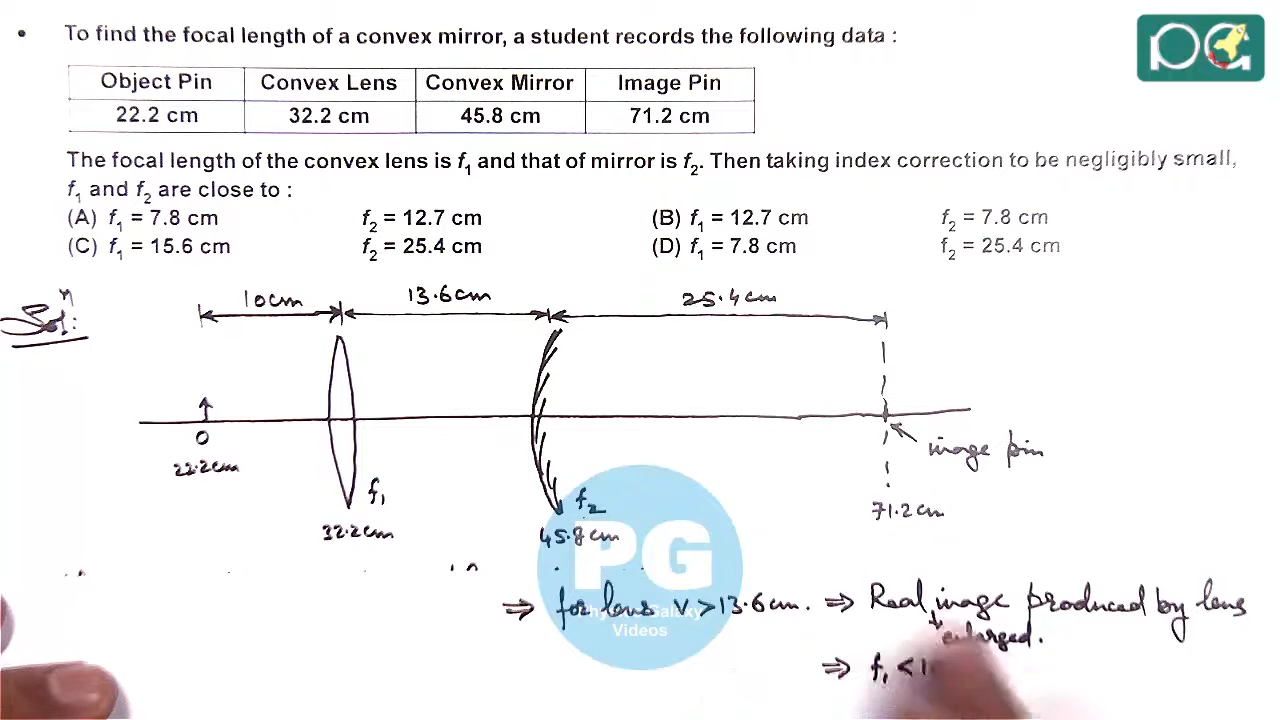 • To find the focal length of a convex mirror, a student records the following data :
Object Pin Convex Lens Convex Mirror Image Pin
22.2 cm 32.2 cm 45.8 cm 71.2 cm
The focal length of the convex lens is f₁ and that of mirror is f₂. Then taking index correction to be negligibly small,
f₁ and f₂ are close to :
(A) f₁ = 7.8 cm f₂ = 12.7 cm (B) f₁ = 12.7 cm f₂ = 7.8 cm
(C) f₁ = 15.6 cm f₂ = 25.4 cm (D) f₁ = 7.8 cm f₂ = 25.4 cm
Solⁿ:
10cm 13.6cm 25.4cm
O
22.2cm
image pin
f₁ f₂
32.2cm 45.8cm 71.2cm
PG
⇒ for lens v > 13.6cm. ⇒ Real image produced by lens
Videos
enlarged.
⇒ f₁ < 1